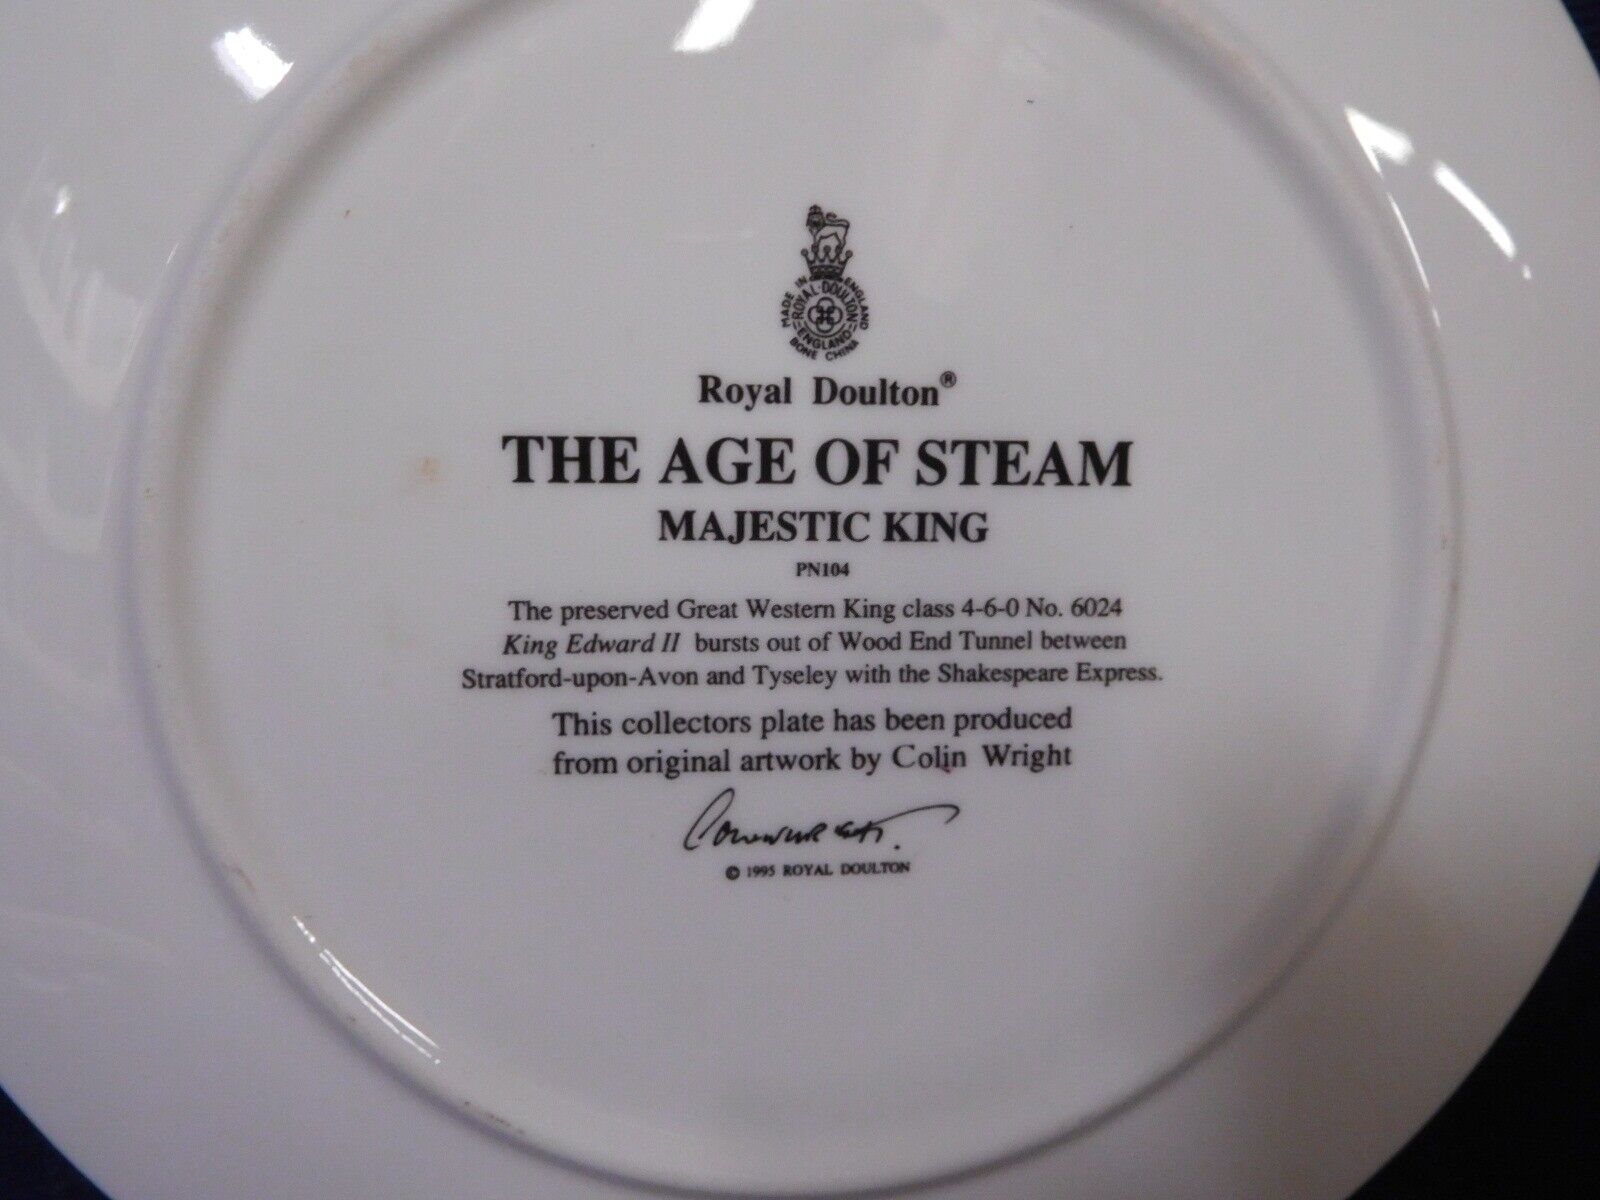 MADE IN ENGLAND
ROYAL·DOULTON
ENGLAND
BONE CHINA
Royal Doulton®
THE AGE OF STEAM
MAJESTIC KING
PN104
The preserved Great Western King class 4-6-0 No. 6024
King Edward II bursts out of Wood End Tunnel between
Stratford-upon-Avon and Tyseley with the Shakespeare Express.
This collectors plate has been produced
from original artwork by Colin Wright
© 1995 ROYAL DOULTON